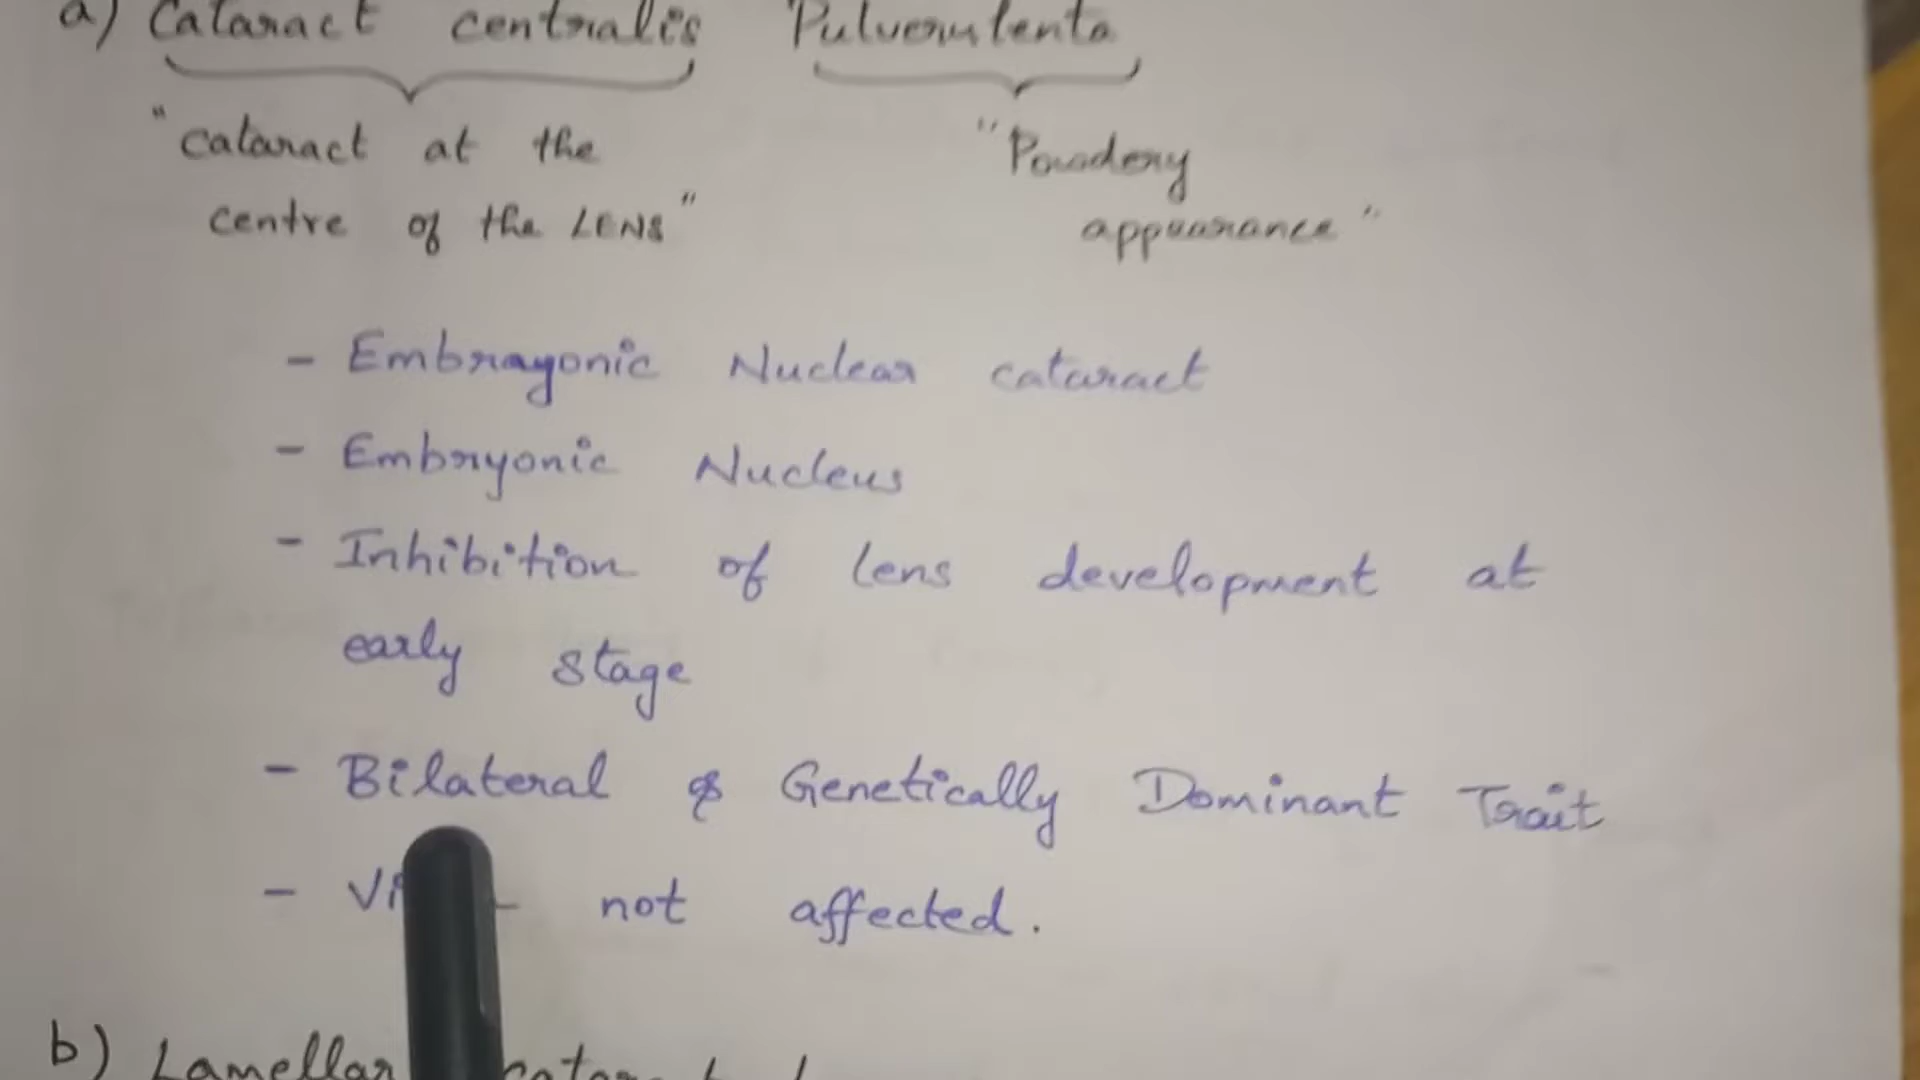 a) Cataract centralis Pulverulenta
"cataract at the
centre of the LENS"
"Powdery
appearance"
- Embrayonic Nuclear cataract
- Embryonic Nucleus
- Inhibition of lens development at
early stage
- Bilateral & Genetically Dominant Trait
- not affected.
b) Lamellar